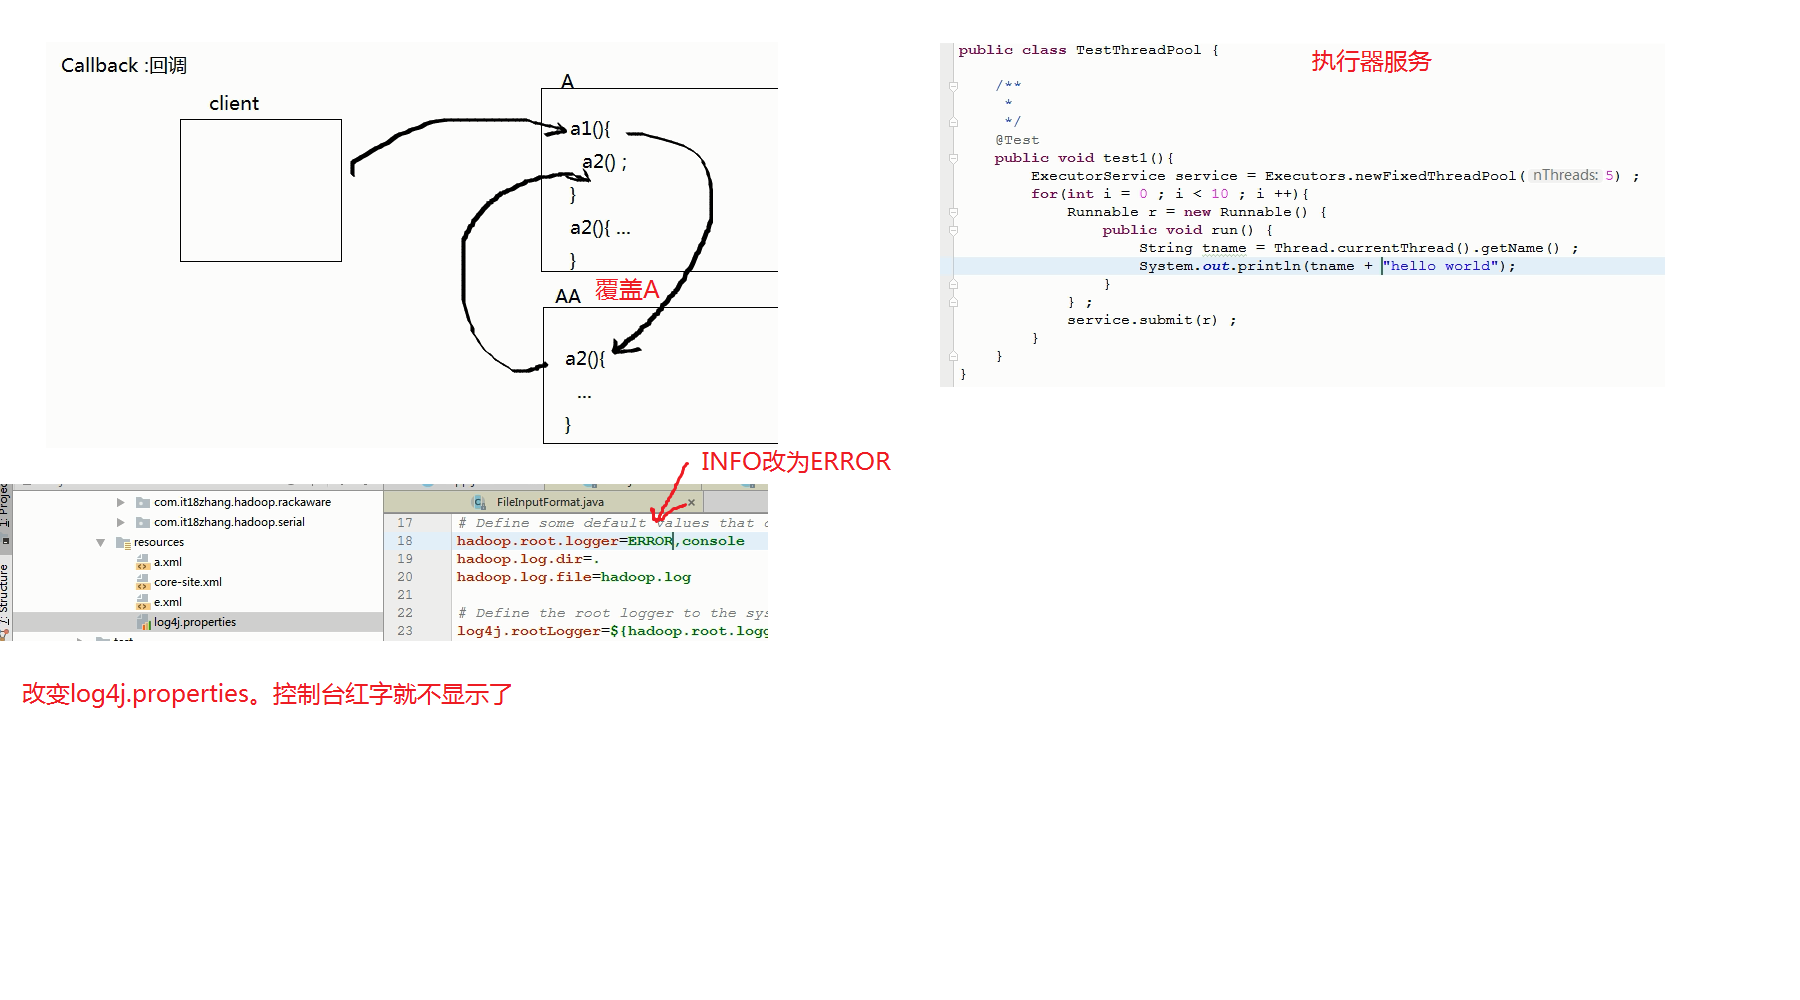 Callback :回调
client
A
a1(){
a2() ;
}
a2(){ ...
}
AA
覆盖A
a2(){
...
}
public class TestThreadPool {
执行器服务
/**
*
*/
@Test
public void test1(){
ExecutorService service = Executors.newFixedThreadPool( nThreads: 5) ;
for(int i = 0 ; i < 10 ; i ++){
Runnable r = new Runnable() {
public void run() {
String tname = Thread.currentThread().getName() ;
System.out.println(tname + "hello world");
}
} ;
service.submit(r) ;
}
}
}
INFO改为ERROR
com.it18zhang.hadoop.rackaware
com.it18zhang.hadoop.serial
resources
a.xml
core-site.xml
e.xml
log4j.properties
Structure
FileInputFormat.java
17 # Define some default values that
18 hadoop.root.logger=ERROR,console
19 hadoop.log.dir=.
20 hadoop.log.file=hadoop.log
21
22 # Define the root logger to the sys
23 log4j.rootLogger=${hadoop.root.logg
改变log4j.properties。控制台红字就不显示了